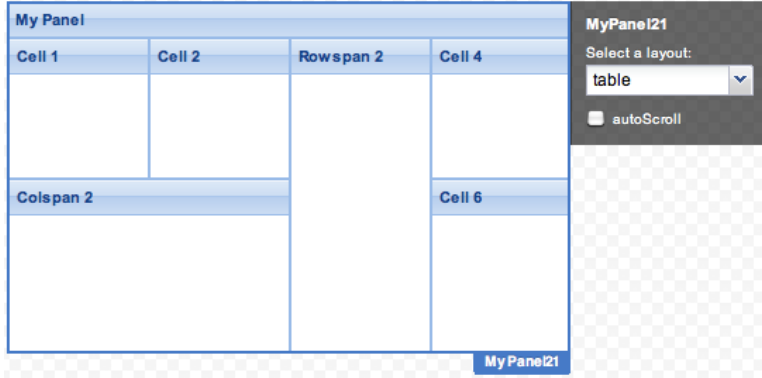 My Panel
Cell 1
Cell 2
Rowspan 2
Cell 4
Colspan 2
Cell 6
MyPanel21
MyPanel21
Select a layout:
table
autoScroll